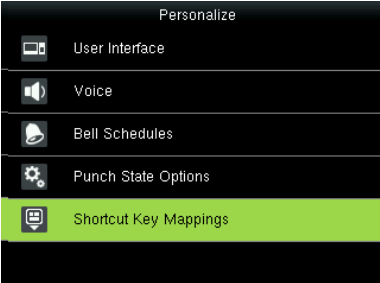 Personalize
User Interface
Voice
Bell Schedules
Punch State Options
Shortcut Key Mappings